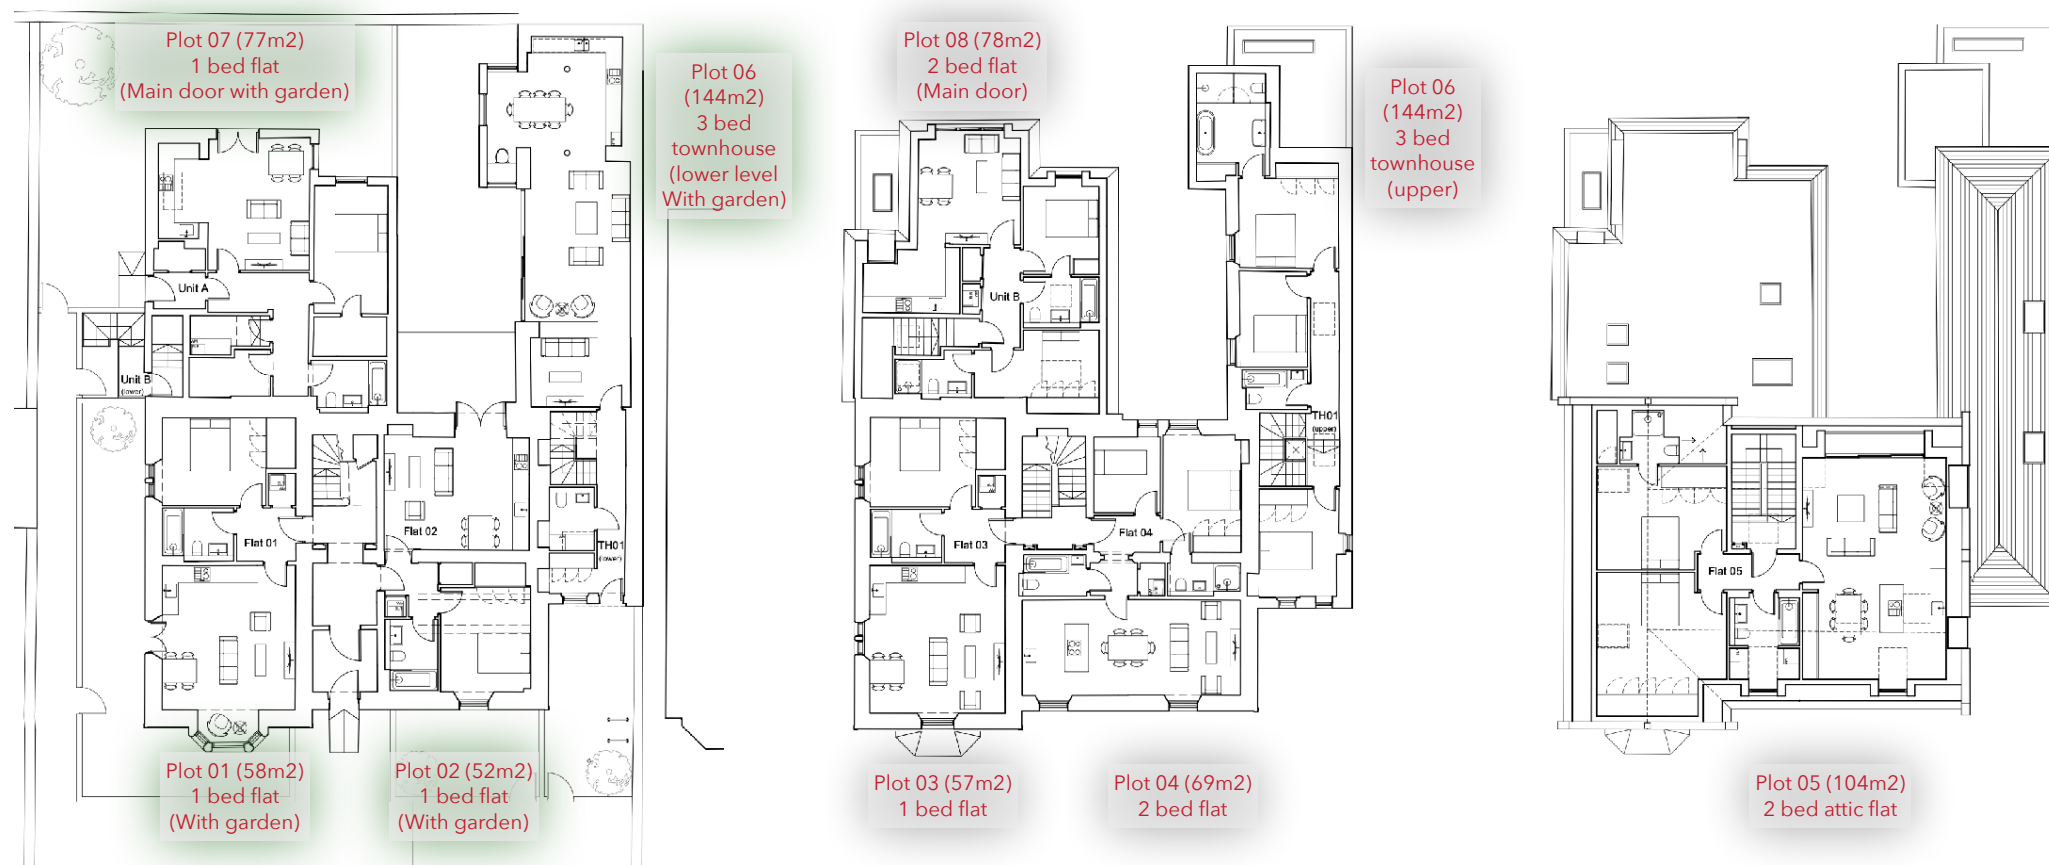 Plot 07 (77m2)
1 bed flat
(Main door with garden)
Plot 06
(144m2)
3 bed
townhouse
(lower level
With garden)
Unit A
Unit B
(lower)
Flat 01
Flat 02
TH01
(lower)
Plot 01 (58m2)
1 bed flat
(With garden)
Plot 02 (52m2)
1 bed flat
(With garden)
Plot 08 (78m2)
2 bed flat
(Main door)
Plot 06
(144m2)
3 bed
townhouse
(upper)
Unit B
TH01
(upper)
Flat 03
Flat 04
Plot 03 (57m2)
1 bed flat
Plot 04 (69m2)
2 bed flat
Flat 05
Plot 05 (104m2)
2 bed attic flat